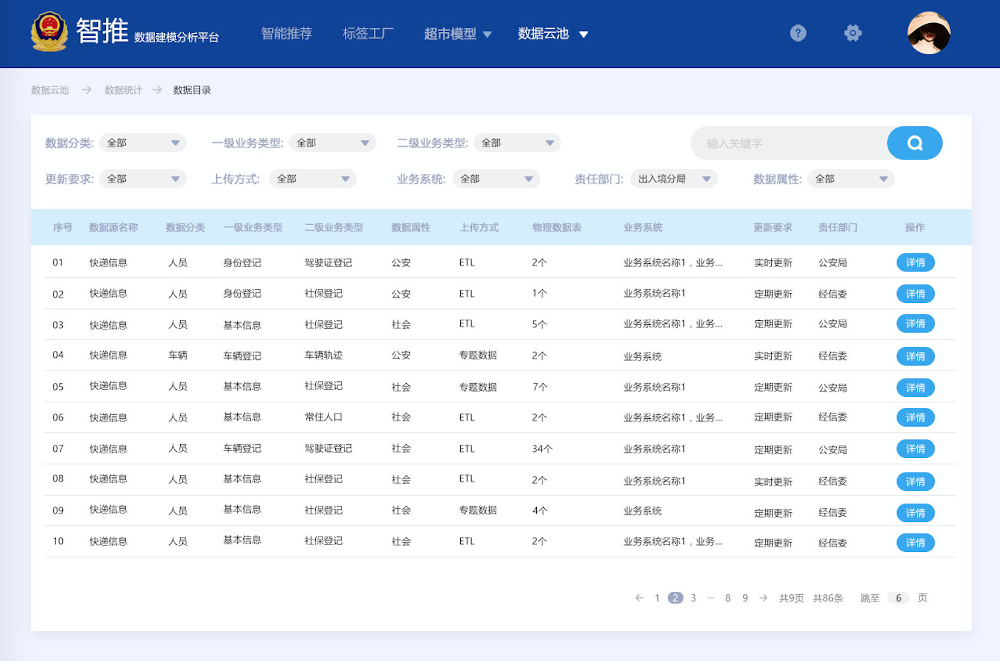 智推 数据建模分析平台 智能推荐 标签工厂 超市模型 数据云池 ?
数据云池 → 数据统计 → 数据目录
数据分类: 全部 一级业务类型: 全部 二级业务类型: 全部 输入关键字
更新要求: 全部 上传方式: 全部 业务系统: 全部 责任部门: 出入境分局 数据属性: 全部
序号 数据源名称 数据分类 一级业务类型 二级业务类型 数据属性 上传方式 物理数据表 业务系统 更新要求 责任部门 操作
01 快递信息 人员 身份登记 驾驶证登记 公安 ETL 2个 业务系统名称1，业务... 实时更新 公安局 详情
02 快递信息 人员 身份登记 社保登记 公安 ETL 1个 业务系统名称1 定期更新 经信委 详情
03 快递信息 人员 基本信息 社保登记 社会 ETL 5个 业务系统名称1，业务... 定期更新 公安局 详情
04 快递信息 车辆 车辆登记 车辆轨迹 公安 专题数据 2个 业务系统 实时更新 经信委 详情
05 快递信息 人员 基本信息 社保登记 社会 专题数据 7个 业务系统名称1 定期更新 公安局 详情
06 快递信息 人员 基本信息 常住人口 社会 ETL 2个 业务系统名称1，业务... 定期更新 经信委 详情
07 快递信息 人员 车辆登记 驾驶证登记 社会 ETL 34个 业务系统名称1 定期更新 公安局 详情
08 快递信息 人员 基本信息 社保登记 社会 ETL 2个 业务系统名称1 实时更新 经信委 详情
09 快递信息 人员 基本信息 社保登记 社会 专题数据 4个 业务系统 定期更新 经信委 详情
10 快递信息 人员 基本信息 社保登记 社会 ETL 2个 业务系统名称1，业务... 定期更新 经信委 详情
← 1 2 3 ... 8 9 → 共9页 共86条 跳至 6 页